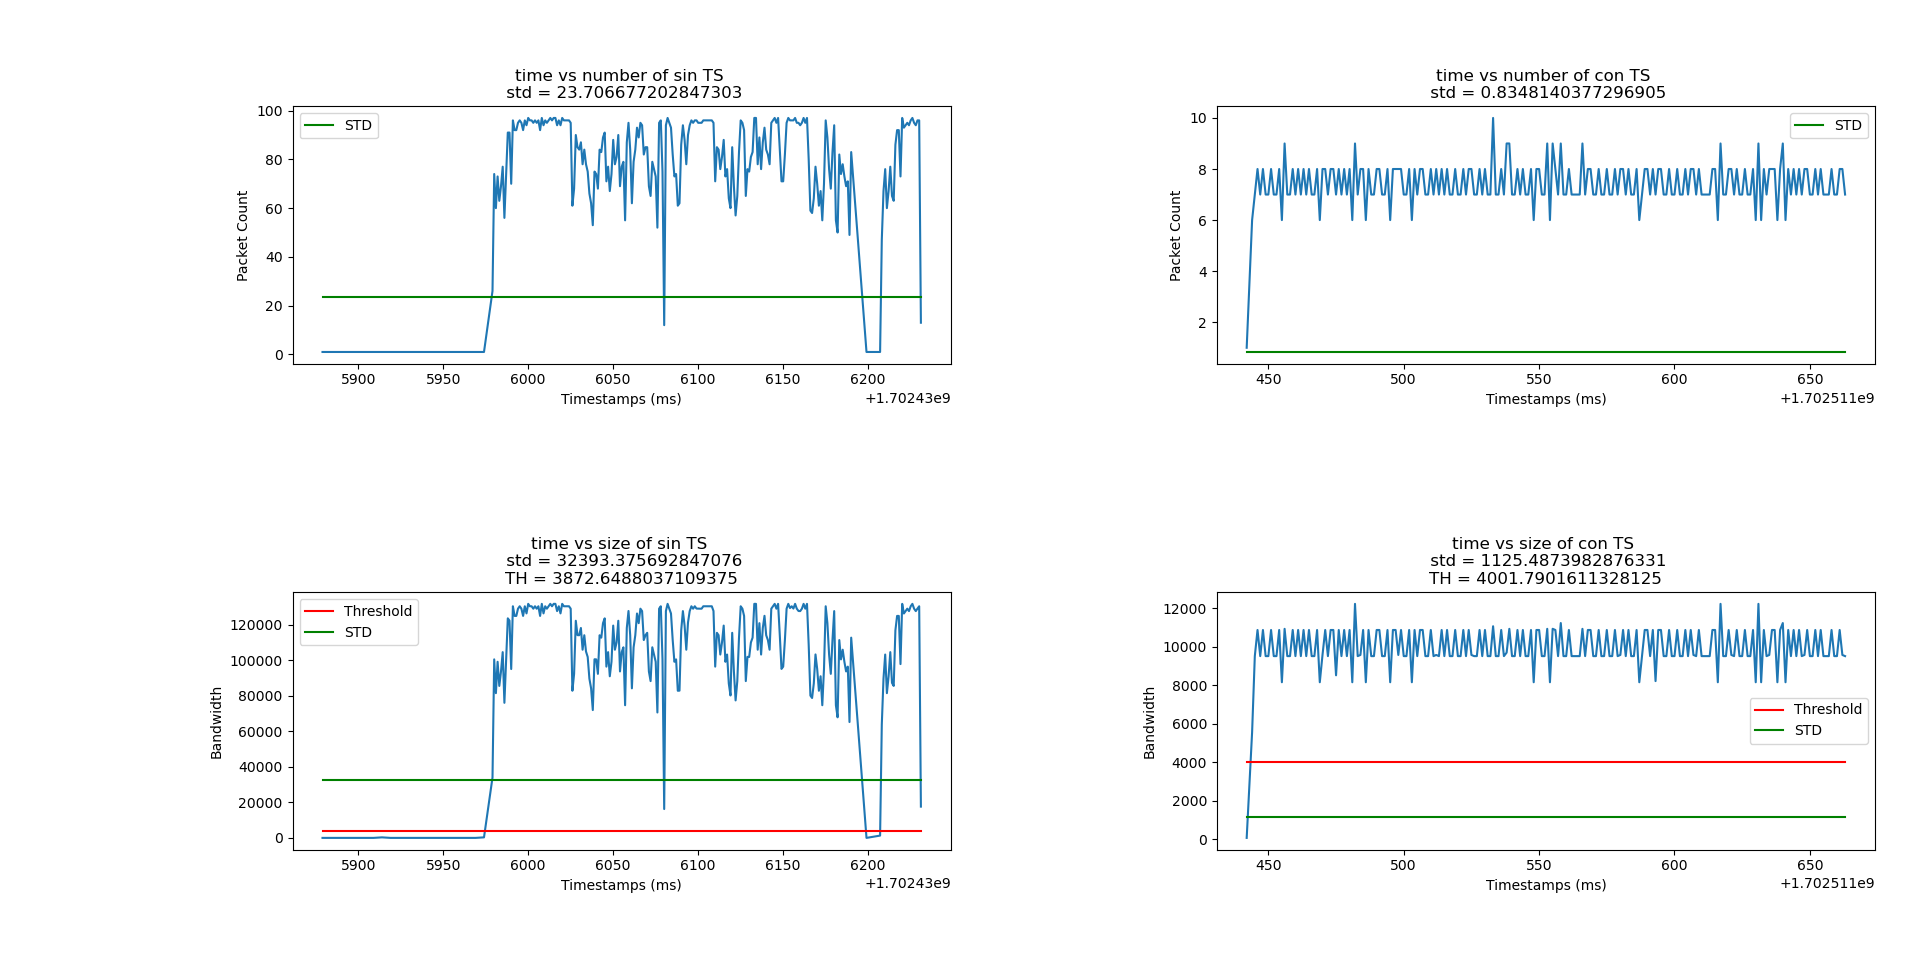 time vs number of sin TS
std = 23.706677202847303
100
80
60
40
20
0
Packet Count
STD
5900
5950
6000
6050
6100
6150
6200
Timestamps (ms)
+1.70243e9
time vs number of con TS
std = 0.8348140377296905
10
8
6
4
2
Packet Count
STD
450
500
550
600
650
Timestamps (ms)
+1.702511e9
time vs size of sin TS
std = 32393.375692847076
TH = 3872.6488037109375
120000
100000
80000
60000
40000
20000
0
Bandwidth
Threshold
STD
5900
5950
6000
6050
6100
6150
6200
Timestamps (ms)
+1.70243e9
time vs size of con TS
std = 1125.4873982876331
TH = 4001.7901611328125
12000
10000
8000
6000
4000
2000
0
Bandwidth
Threshold
STD
450
500
550
600
650
Timestamps (ms)
+1.702511e9